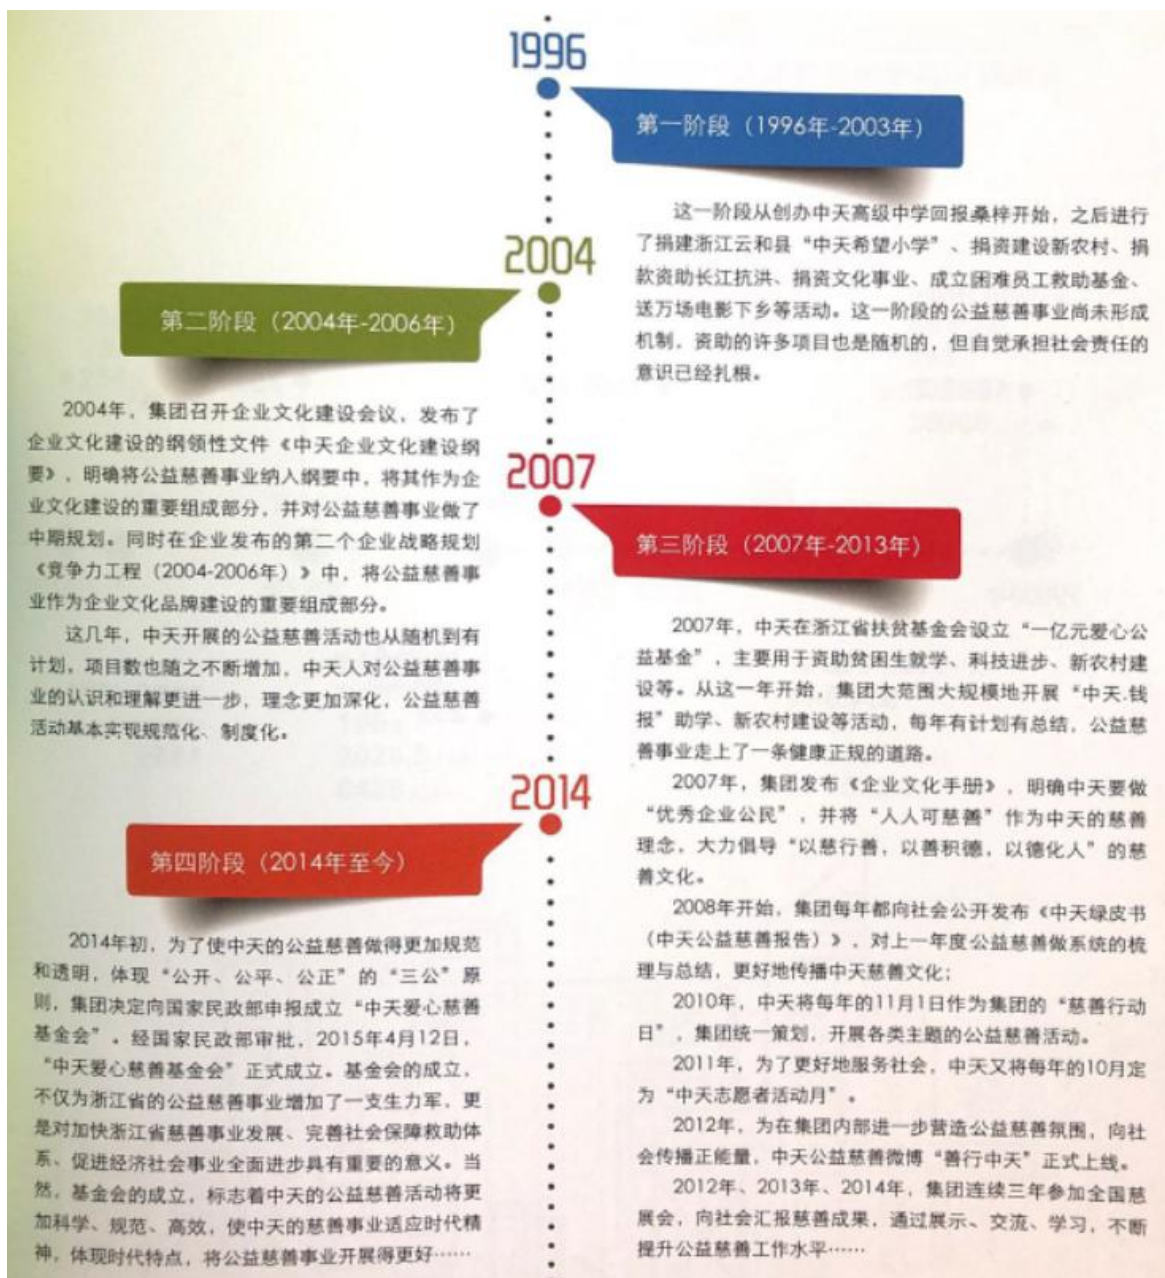 1996
第一阶段（1996年-2003年）
这一阶段从创办中天高级中学回报桑梓开始，之后进行
了捐建浙江云和县“中天希望小学”、捐资建设新农村、捐
款资助长江抗洪、捐资文化事业、成立困难员工救助基金、
送万场电影下乡等活动。这一阶段的公益慈善事业尚未形成
机制，资助的许多项目也是随机的，但自觉承担社会责任的
意识已经扎根。
2004
第二阶段（2004年-2006年）
2004年，集团召开企业文化建设会议，发布了
企业文化建设的纲领性文件《中天企业文化建设纲
要》，明确将公益慈善事业纳入纲要中，将其作为企
业文化建设的重要组成部分，并对公益慈善事业做了
中期规划。同时在企业发布的第二个企业战略规划
《竞争力工程（2004-2006年）》中，将公益慈善事
业作为企业文化品牌建设的重要组成部分。
这几年，中天开展的公益慈善活动也从随机到有
计划，项目数也随之不断增加，中天人对公益慈善事
业的认识和理解更进一步，理念更加深化，公益慈善
活动基本实现规范化、制度化。
2007
第三阶段（2007年-2013年）
2007年，中天在浙江省扶贫基金会设立“一亿元爱心公
益基金”，主要用于资助贫困生就学、科技进步、新农村建
设等。从这一年开始，集团大范围大规模地开展“中天.钱
报”助学、新农村建设等活动，每年有计划有总结，公益慈
善事业走上了一条健康正规的道路。
2007年，集团发布《企业文化手册》，明确中天要做
“优秀企业公民”，并将“人人可慈善”作为中天的慈善
理念，大力倡导“以慈行善，以善积德，以德化人”的慈
善文化。
2008年开始，集团每年都向社会公开发布《中天绿皮书
（中天公益慈善报告）》，对上一年度公益慈善做系统的梳
理与总结，更好地传播中天慈善文化；
2010年，中天将每年的11月1日作为集团的“慈善行动
日”，集团统一策划，开展各类主题的公益慈善活动。
2011年，为了更好地服务社会，中天又将每年的10月定
为“中天志愿者活动月”。
2012年，为在集团内部进一步营造公益慈善氛围，向社
会传播正能量，中天公益慈善微博“善行中天”正式上线。
2012年、2013年、2014年，集团连续三年参加全国慈
展会，向社会汇报慈善成果，通过展示、交流、学习，不断
提升公益慈善工作水平……
2014
第四阶段（2014年至今）
2014年初，为了使中天的公益慈善做得更加规范
和透明，体现“公开、公平、公正”的“三公”原
则，集团决定向国家民政部申报成立“中天爱心慈善
基金会”。经国家民政部审批，2015年4月12日，
“中天爱心慈善基金会”正式成立。基金会的成立，
不仅为浙江省的公益慈善事业增加了一支生力军，更
是对加快浙江省慈善事业发展、完善社会保障救助体
系、促进经济社会事业全面进步具有重要的意义。当
然，基金会的成立，标志着中天的公益慈善活动将更
加科学、规范、高效，使中天的慈善事业适应时代精
神，体现时代特点，将公益慈善事业开展得更好……